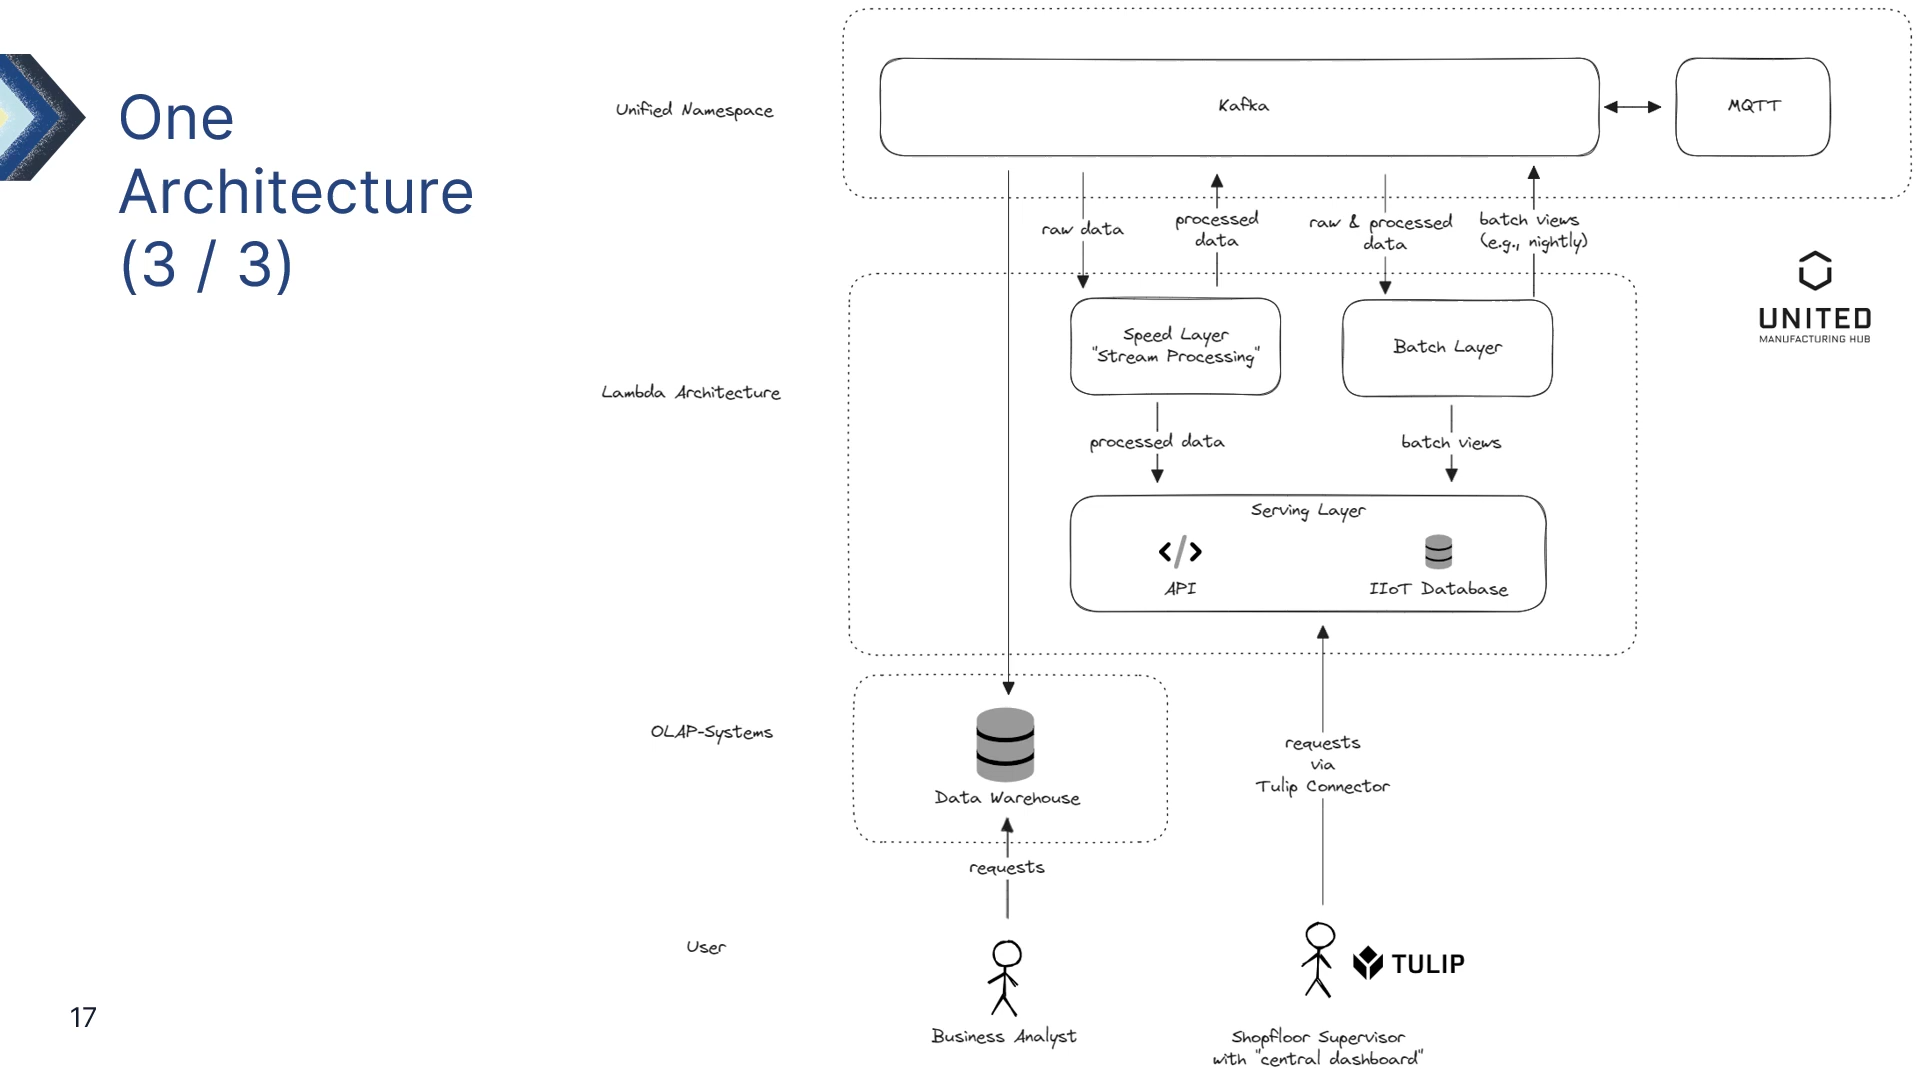 One
Architecture
(3 / 3)
Unified Namespace
Kafka
MQTT
raw data
processed
data
raw & processed
data
batch views
(e.g., nightly)
UNITED
MANUFACTURING HUB
Lambda Architecture
Speed Layer
"Stream Processing"
Batch Layer
processed data
batch views
Serving Layer
</>
API
IIoT Database
OLAP-Systems
Data Warehouse
requests
via
Tulip Connector
requests
User
TULIP
Business Analyst
Shopfloor Supervisor
with "central dashboard"
17